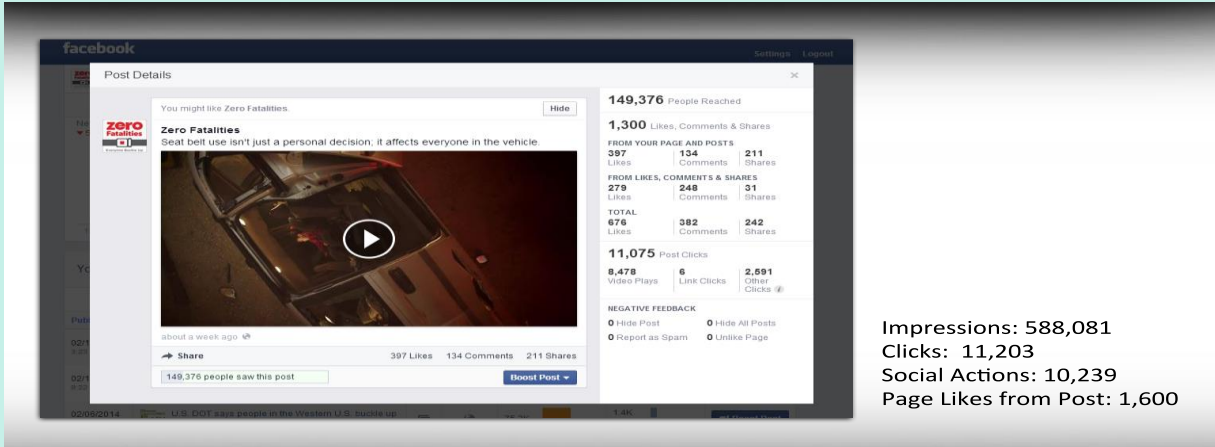 facebook
Settings Logout
Post Details
You might like Zero Fatalities.
Hide
zero
Fatalities
Zero Fatalities
Seat belt use isn't just a personal decision; it affects everyone in the vehicle.
about a week ago
Share
397 Likes 134 Comments 211 Shares
149,376 people saw this post
Boost Post
149,376 People Reached
1,300 Likes, Comments & Shares
FROM YOUR PAGE AND POSTS
397 134 211
Likes Comments Shares
FROM LIKES, COMMENTS & SHARES
279 248 31
Likes Comments Shares
TOTAL
676 382 242
Likes Comments Shares
11,075 Post Clicks
8,478 6 2,591
Video Plays Link Clicks Other
Clicks
NEGATIVE FEEDBACK
0 Hide Post 0 Hide All Posts
0 Report as Spam 0 Unlike Page
02/06/2014 U.S. DOT says people in the Western U.S. buckle up
1.4K
Impressions: 588,081
Clicks: 11,203
Social Actions: 10,239
Page Likes from Post: 1,600